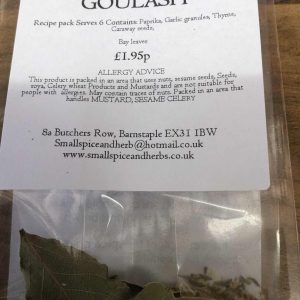 GOULASH
Recipe pack Serves 6 Contains: Paprika, Garlic granules, Thyme,
Caraway seeds,
Bay leaves
£1.95p
ALLERGY ADVICE
This product is packed in an area that uses nuts, sesame seeds, Seeds,
soya, Celery wheat Products and Mustards and are not suitable for
people with allergies. May contain traces of nuts. Packed in an area that
handles MUSTARD, SESAME CELERY
8a Butchers Row, Barnstaple EX31 1BW
Smallspiceandherb@hotmail.co.uk
www.smallspiceandherbs.co.uk